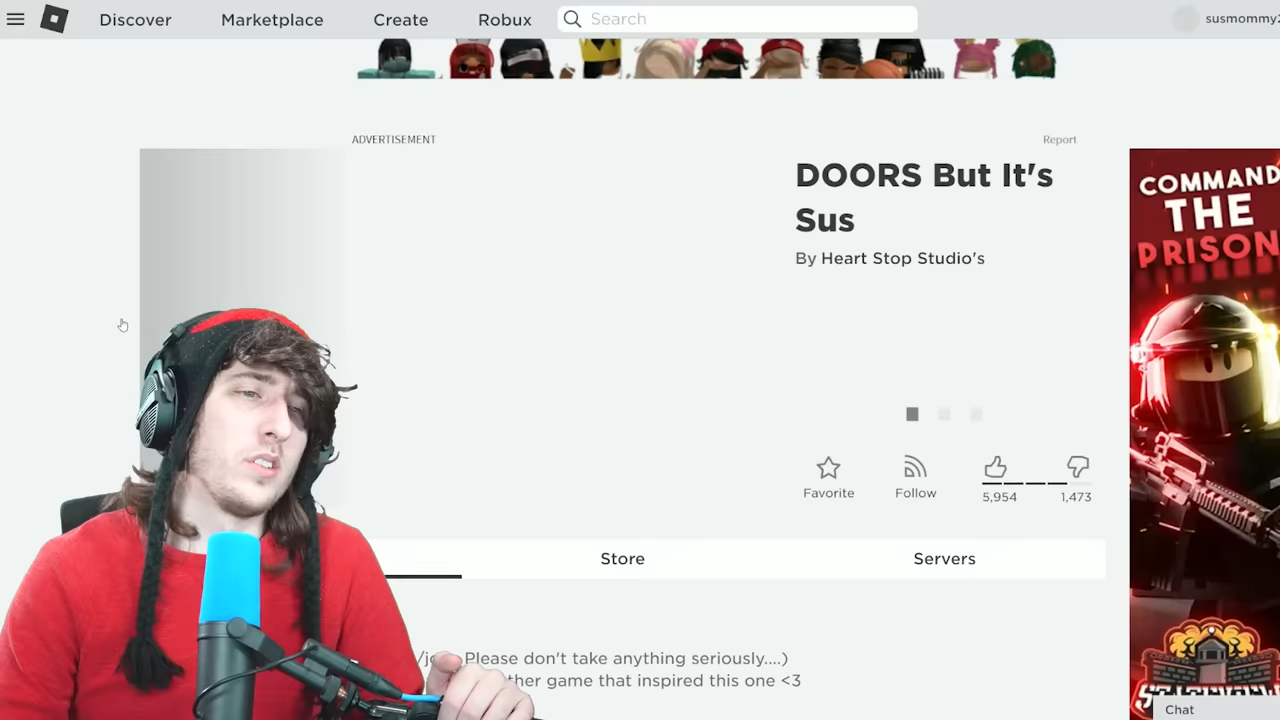 Discover
Marketplace
Create
Robux
Search
ADVERTISEMENT
Report
DOORS But It's
Sus
By Heart Stop Studio's
COMMAND
THE
PRISON
Favorite
Follow
5,954
1,473
Store
Servers
Please don't take anything seriously....)
game that inspired this one <3
Chat